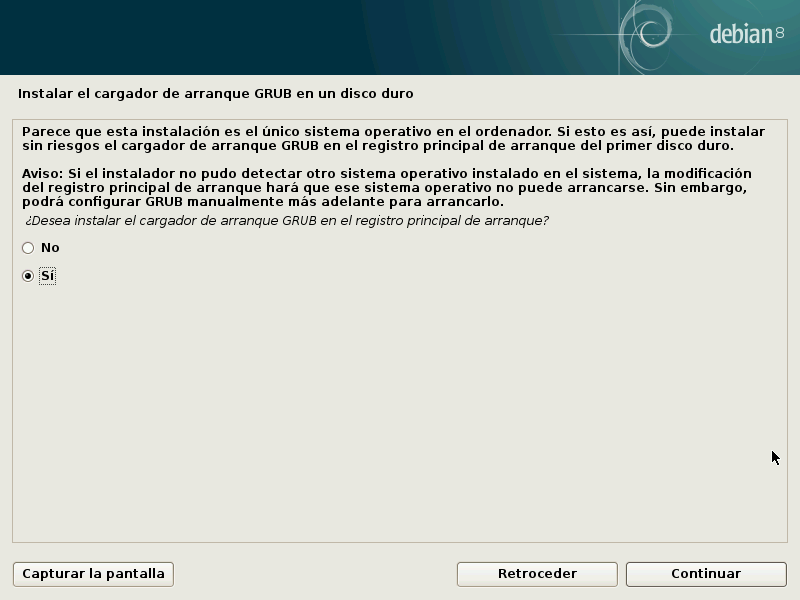 debian 8
Instalar el cargador de arranque GRUB en un disco duro
Parece que esta instalación es el único sistema operativo en el ordenador. Si esto es así, puede instalar
sin riesgos el cargador de arranque GRUB en el registro principal de arranque del primer disco duro.
Aviso: Si el instalador no pudo detectar otro sistema operativo instalado en el sistema, la modificación
del registro principal de arranque hará que ese sistema operativo no puede arrancarse. Sin embargo,
podrá configurar GRUB manualmente más adelante para arrancarlo.
¿Desea instalar el cargador de arranque GRUB en el registro principal de arranque?
No
Sí
Capturar la pantalla
Retroceder
Continuar